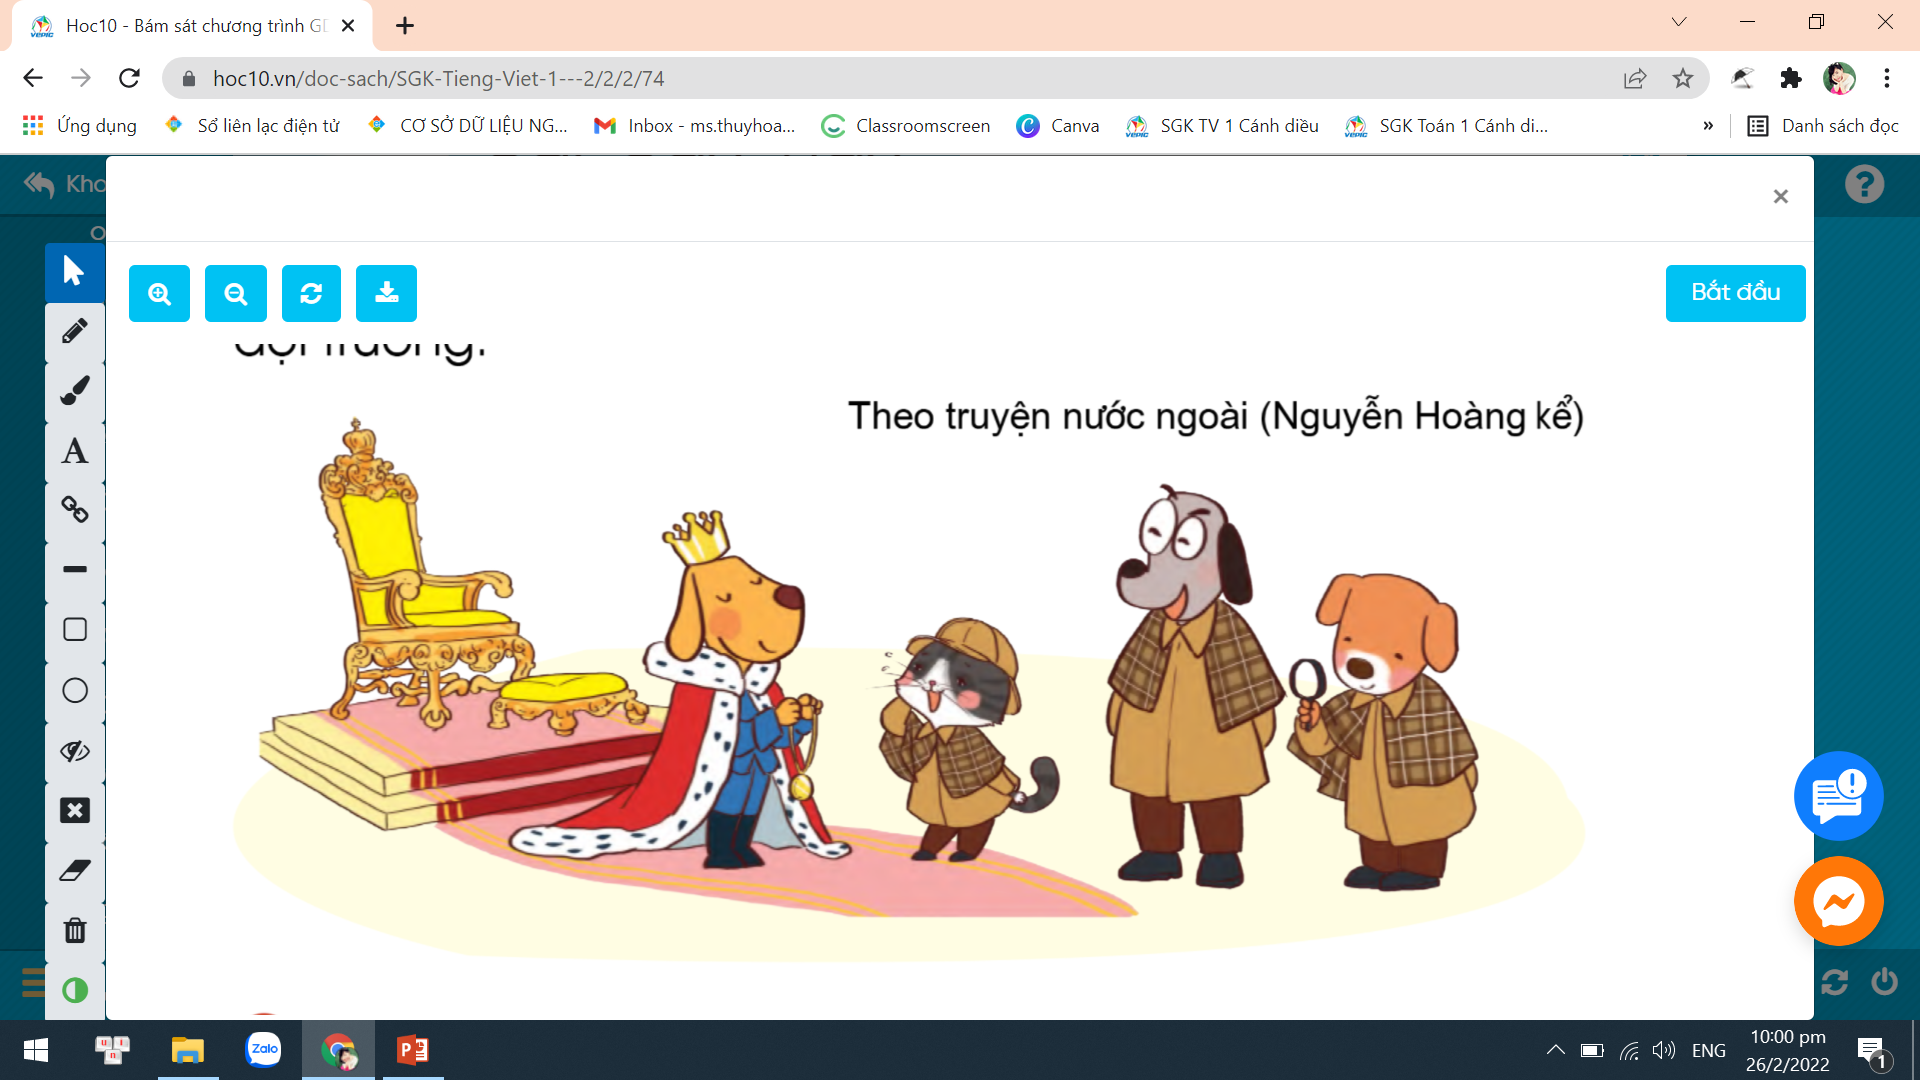 Hoc10 - Bám sát chương trình GD
hoc10.vn/doc-sach/SGK-Tieng-Viet-1---2/2/2/74
Ứng dụng
Sổ liên lạc điện tử
CƠ SỞ DỮ LIỆU NG...
Inbox - ms.thuyhoa...
Classroomscreen
Canva
SGK TV 1 Cánh diều
SGK Toán 1 Cánh di...
»
Danh sách đọc
Bắt đầu
Theo truyện nước ngoài (Nguyễn Hoàng kể)
Zalo
ENG
10:00 pm
26/2/2022
1